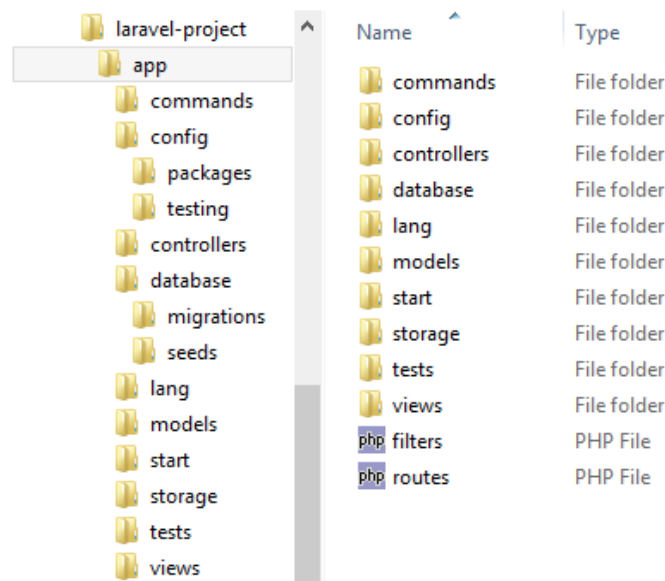 laravel-project
app
commands
config
packages
testing
controllers
database
migrations
seeds
lang
models
start
storage
tests
views
Name Type
commands File folder
config File folder
controllers File folder
database File folder
lang File folder
models File folder
start File folder
storage File folder
tests File folder
views File folder
php filters PHP File
php routes PHP File